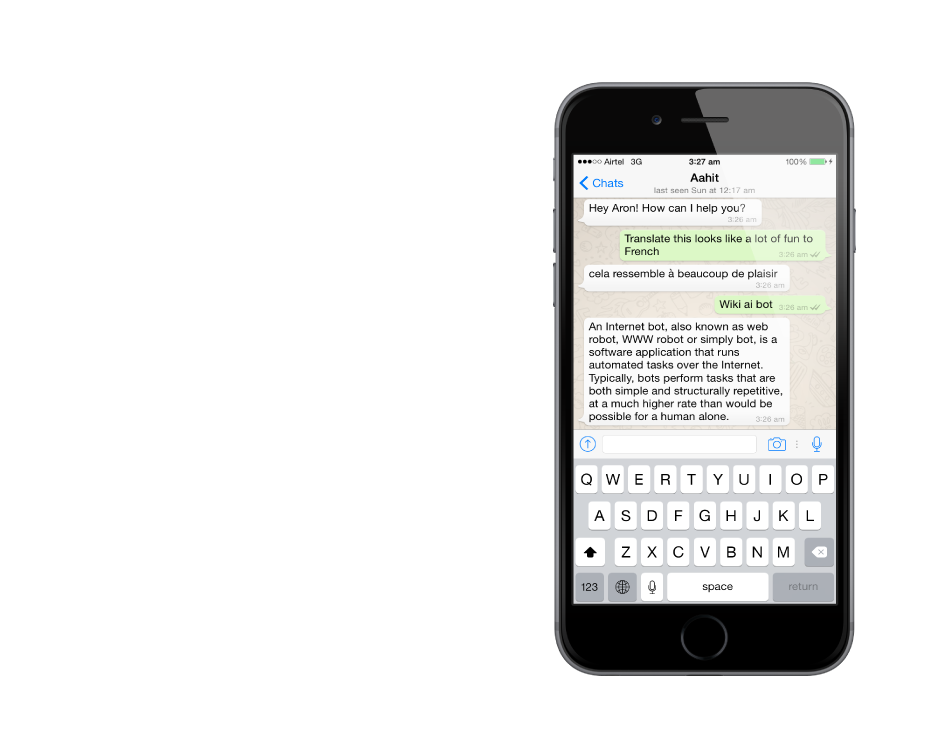 Airtel 3G 3:27 am 100%
Chats Aahit
last seen Sun at 12:17 am
Hey Aron! How can I help you?
3:26 am
Translate this looks like a lot of fun to
French 3:26 am
cela ressemble à beaucoup de plaisir
3:26 am
Wiki ai bot 3:26 am
An Internet bot, also known as web
robot, WWW robot or simply bot, is a
software application that runs
automated tasks over the Internet.
Typically, bots perform tasks that are
both simple and structurally repetitive,
at a much higher rate than would be
possible for a human alone. 3:26 am
Q W E R T Y U I O P
A S D F G H J K L
Z X C V B N M
123 space return